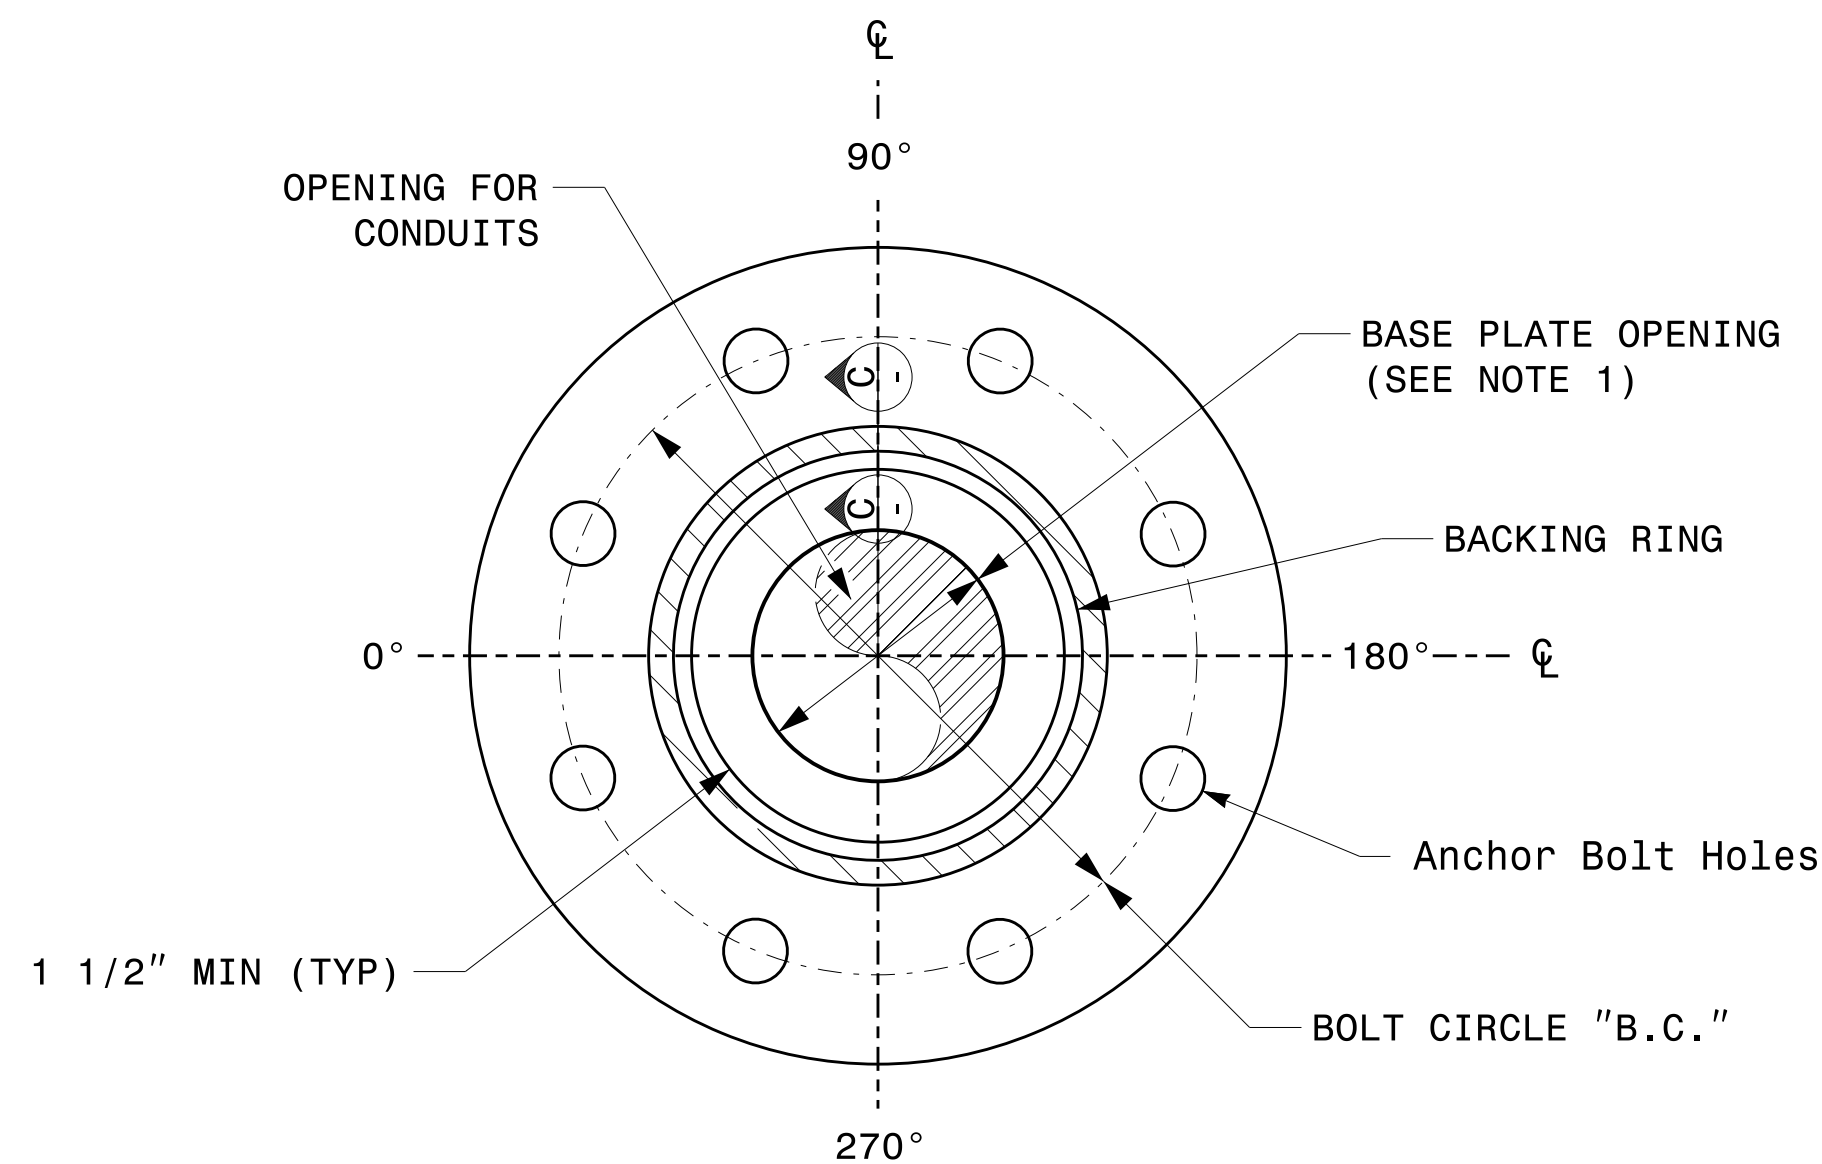 ℄
90°
OPENING FOR
CONDUITS
BASE PLATE OPENING
(SEE NOTE 1)
C
-
BACKING RING
C
-
0°
180°
℄
Anchor Bolt Holes
1 1/2" MIN (TYP)
BOLT CIRCLE "B.C."
270°